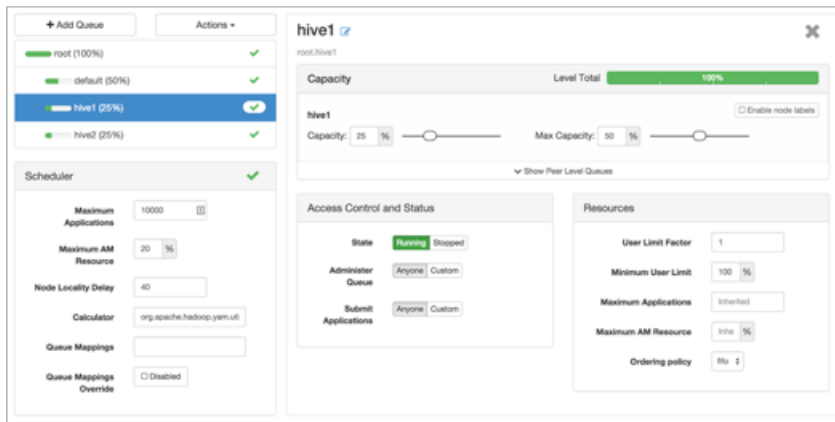 + Add Queue
Actions
root (100%)
default (50%)
hive1 (25%)
hive2 (25%)
Scheduler
Maximum Applications
10000
Maximum AM Resource
20 %
Node Locality Delay
40
Calculator
org.apache.hadoop.yarn.uti
Queue Mappings
Queue Mappings Override
Disabled
hive1
root.hive1
Capacity
Level Total
100%
hive1
Enable node labels
Capacity: 25 %
Max Capacity: 50 %
Show Peer Level Queues
Access Control and Status
State
Running Stopped
Administer Queue
Anyone Custom
Submit Applications
Anyone Custom
Resources
User Limit Factor
1
Minimum User Limit
100 %
Maximum Applications
Inherited
Maximum AM Resource
Inhe %
Ordering policy
fifo